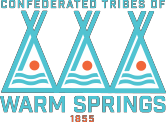 CONFEDERATED TRIBES OF
WARM SPRINGS
1855